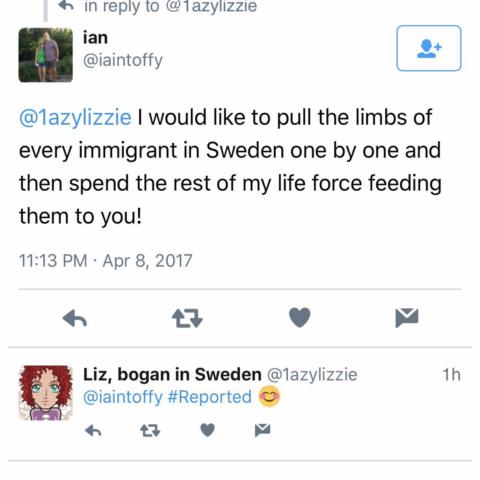 in reply to @1azylizzie
ian
@iaintoffy
@1azylizzie I would like to pull the limbs of
every immigrant in Sweden one by one and
then spend the rest of my life force feeding
them to you!
11:13 PM · Apr 8, 2017
Liz, bogan in Sweden @1azylizzie 1h
@iaintoffy #Reported 😊